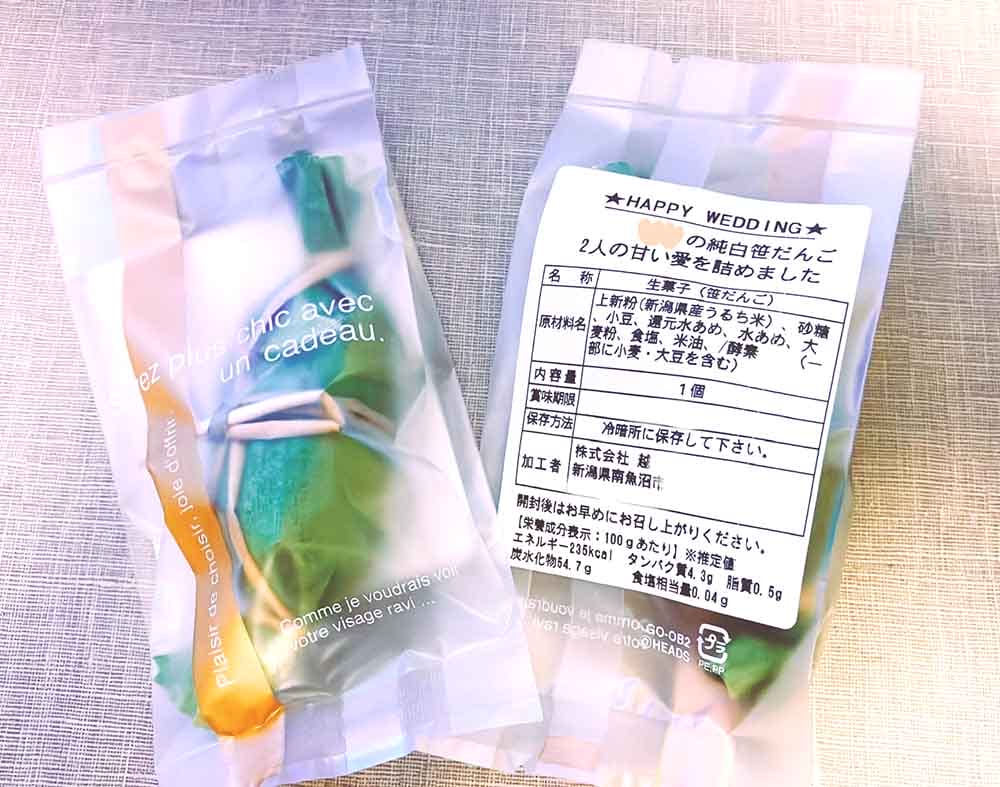 ez plus chic avec
un cadeau.
Plaisir de choisir, joie d'offrir.
Comme je voudrais voir
votre visage ravi ...
★HAPPY WEDDING★
の純白笹だんご
2人の甘い愛を詰めました
名 称 生菓子(笹だんご)
原材料名 上新粉(新潟県産うるち米)、砂糖
、小豆、還元水あめ、水あめ、大
麦粉、食塩、米油、/酵素 (一
部に小麦・大豆を含む)
内容量 1個
賞味期限
保存方法 冷暗所に保存して下さい。
加工者 株式会社 越
新潟県南魚沼市
開封後はお早めにお召し上がりください。
[栄養成分表示:100gあたり]※推定値
エネルギー235kcal タンパク質4.3g 脂質0.5g
炭水化物54.7g 食塩相当量0.04g
GO-OB2
©HEADS
プラ
PE,PP